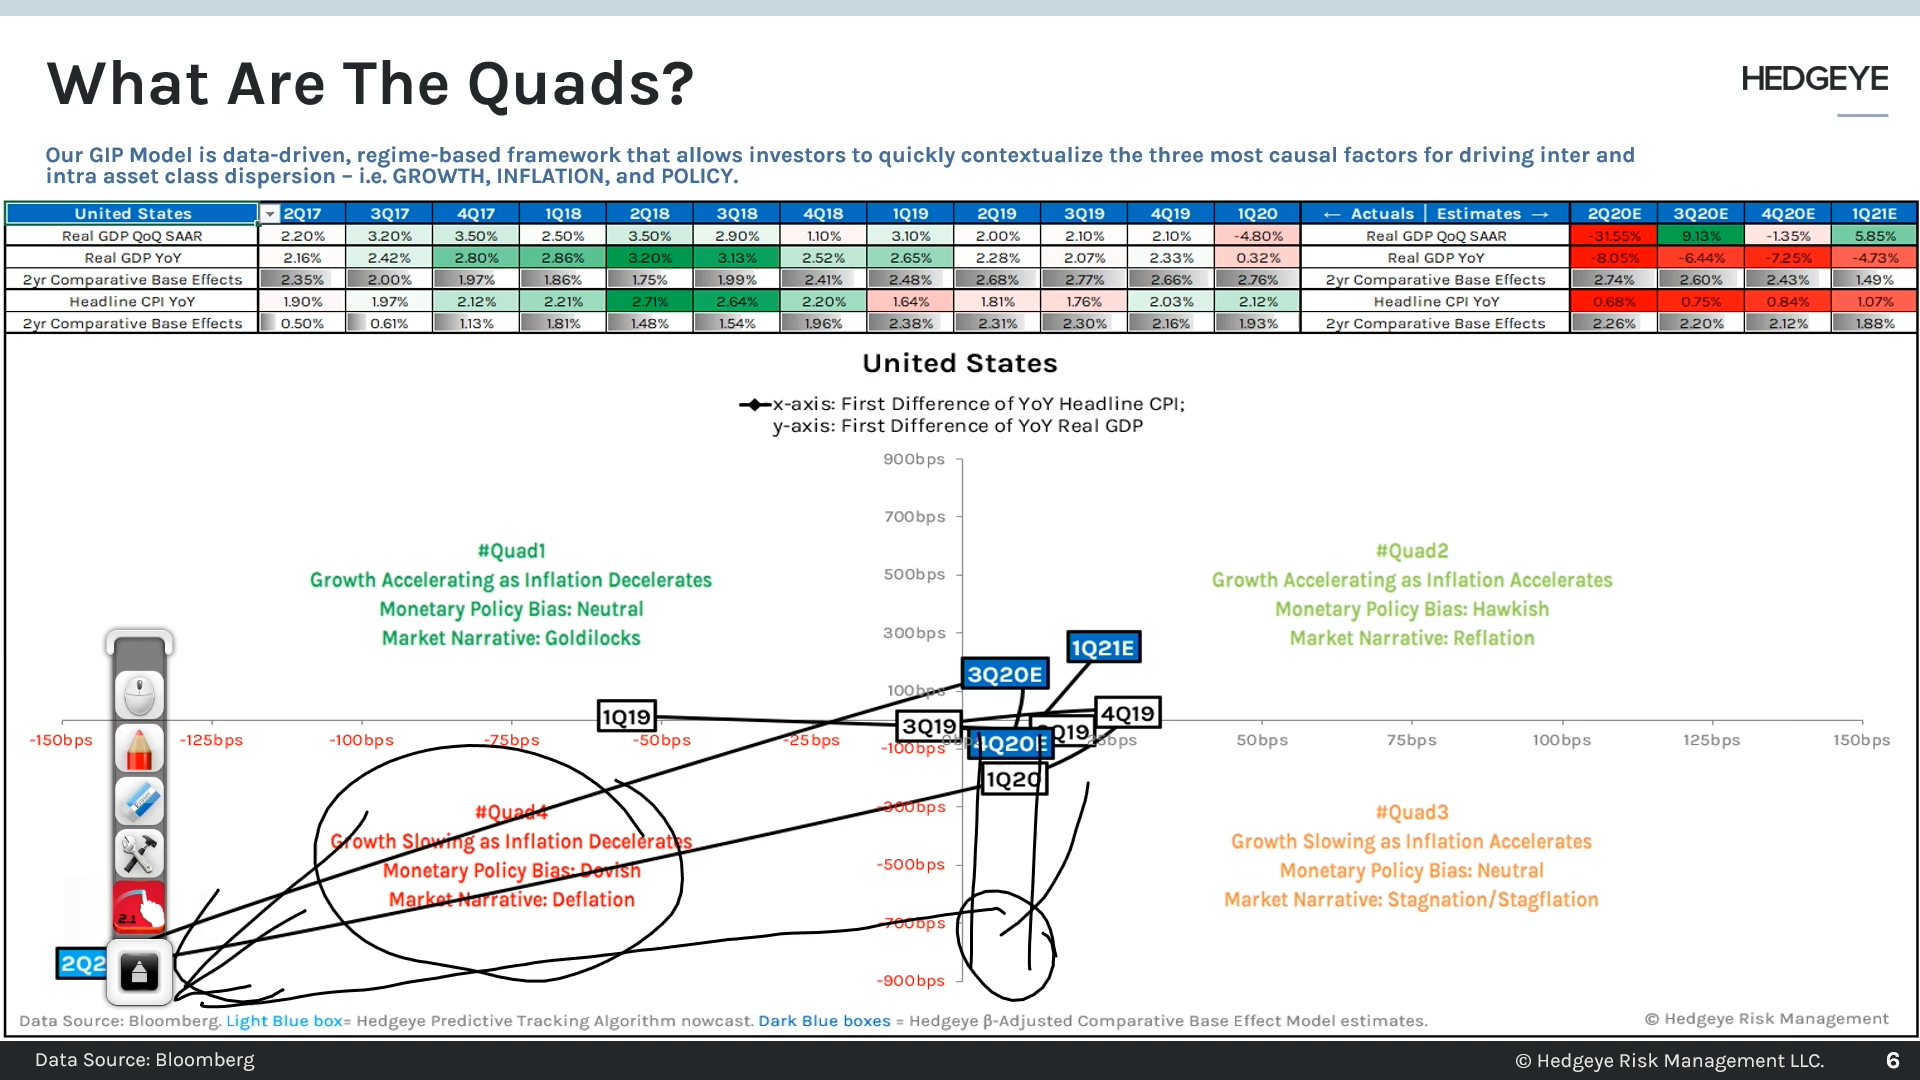 What Are The Quads?
HEDGEYE
Our GIP Model is data-driven, regime-based framework that allows investors to quickly contextualize the three most causal factors for driving inter and
intra asset class dispersion – i.e. GROWTH, INFLATION, and POLICY.
United States 2Q17 3Q17 4Q17 1Q18 2Q18 3Q18 4Q18 1Q19 2Q19 3Q19 4Q19 1Q20 ← Actuals | Estimates → 2Q20E 3Q20E 4Q20E 1Q21E
Real GDP QoQ SAAR 2.20% 3.20% 3.50% 2.50% 3.50% 2.90% 1.10% 3.10% 2.00% 2.10% 2.10% -4.80% Real GDP QoQ SAAR -31.55% 9.13% -1.35% 5.85%
Real GDP YoY 2.16% 2.42% 2.80% 2.86% 3.20% 3.13% 2.52% 2.65% 2.28% 2.07% 2.33% 0.32% Real GDP YoY -8.05% -6.44% -7.25% -4.73%
2yr Comparative Base Effects 2.35% 2.00% 1.97% 1.86% 1.75% 1.99% 2.41% 2.48% 2.68% 2.77% 2.66% 2.76% 2yr Comparative Base Effects 2.74% 2.60% 2.43% 1.49%
Headline CPI YoY 1.90% 1.97% 2.12% 2.21% 2.71% 2.64% 2.20% 1.64% 1.81% 1.76% 2.03% 2.12% Headline CPI YoY 0.68% 0.75% 0.84% 1.07%
2yr Comparative Base Effects 0.50% 0.61% 1.13% 1.81% 1.48% 1.54% 1.96% 2.38% 2.31% 2.30% 2.16% 1.93% 2yr Comparative Base Effects 2.26% 2.20% 2.12% 1.88%
United States
x-axis: First Difference of YoY Headline CPI;
y-axis: First Difference of YoY Real GDP
900bps
700bps
500bps
300bps
100bps
-100bps
-300bps
-500bps
-700bps
-900bps
#Quad1
Growth Accelerating as Inflation Decelerates
Monetary Policy Bias: Neutral
Market Narrative: Goldilocks
#Quad2
Growth Accelerating as Inflation Accelerates
Monetary Policy Bias: Hawkish
Market Narrative: Reflation
1Q21E
3Q20E
1Q19
3Q19
4Q19
4Q20E
Q19
1Q20
2Q2
-150bps -125bps -100bps -75bps -50bps -25bps 25bps 50bps 75bps 100bps 125bps 150bps
#Quad4
Growth Slowing as Inflation Decelerates
Monetary Policy Bias: Dovish
Market Narrative: Deflation
#Quad3
Growth Slowing as Inflation Accelerates
Monetary Policy Bias: Neutral
Market Narrative: Stagnation/Stagflation
2.1
Data Source: Bloomberg. Light Blue box= Hedgeye Predictive Tracking Algorithm nowcast. Dark Blue boxes = Hedgeye β-Adjusted Comparative Base Effect Model estimates.
© Hedgeye Risk Management
Data Source: Bloomberg
© Hedgeye Risk Management LLC.
6